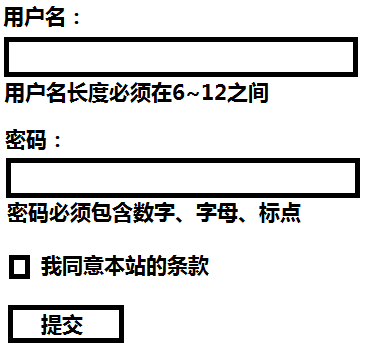 用户名：
用户名长度必须在6~12之间
密码：
密码必须包含数字、字母、标点
我同意本站的条款
提交